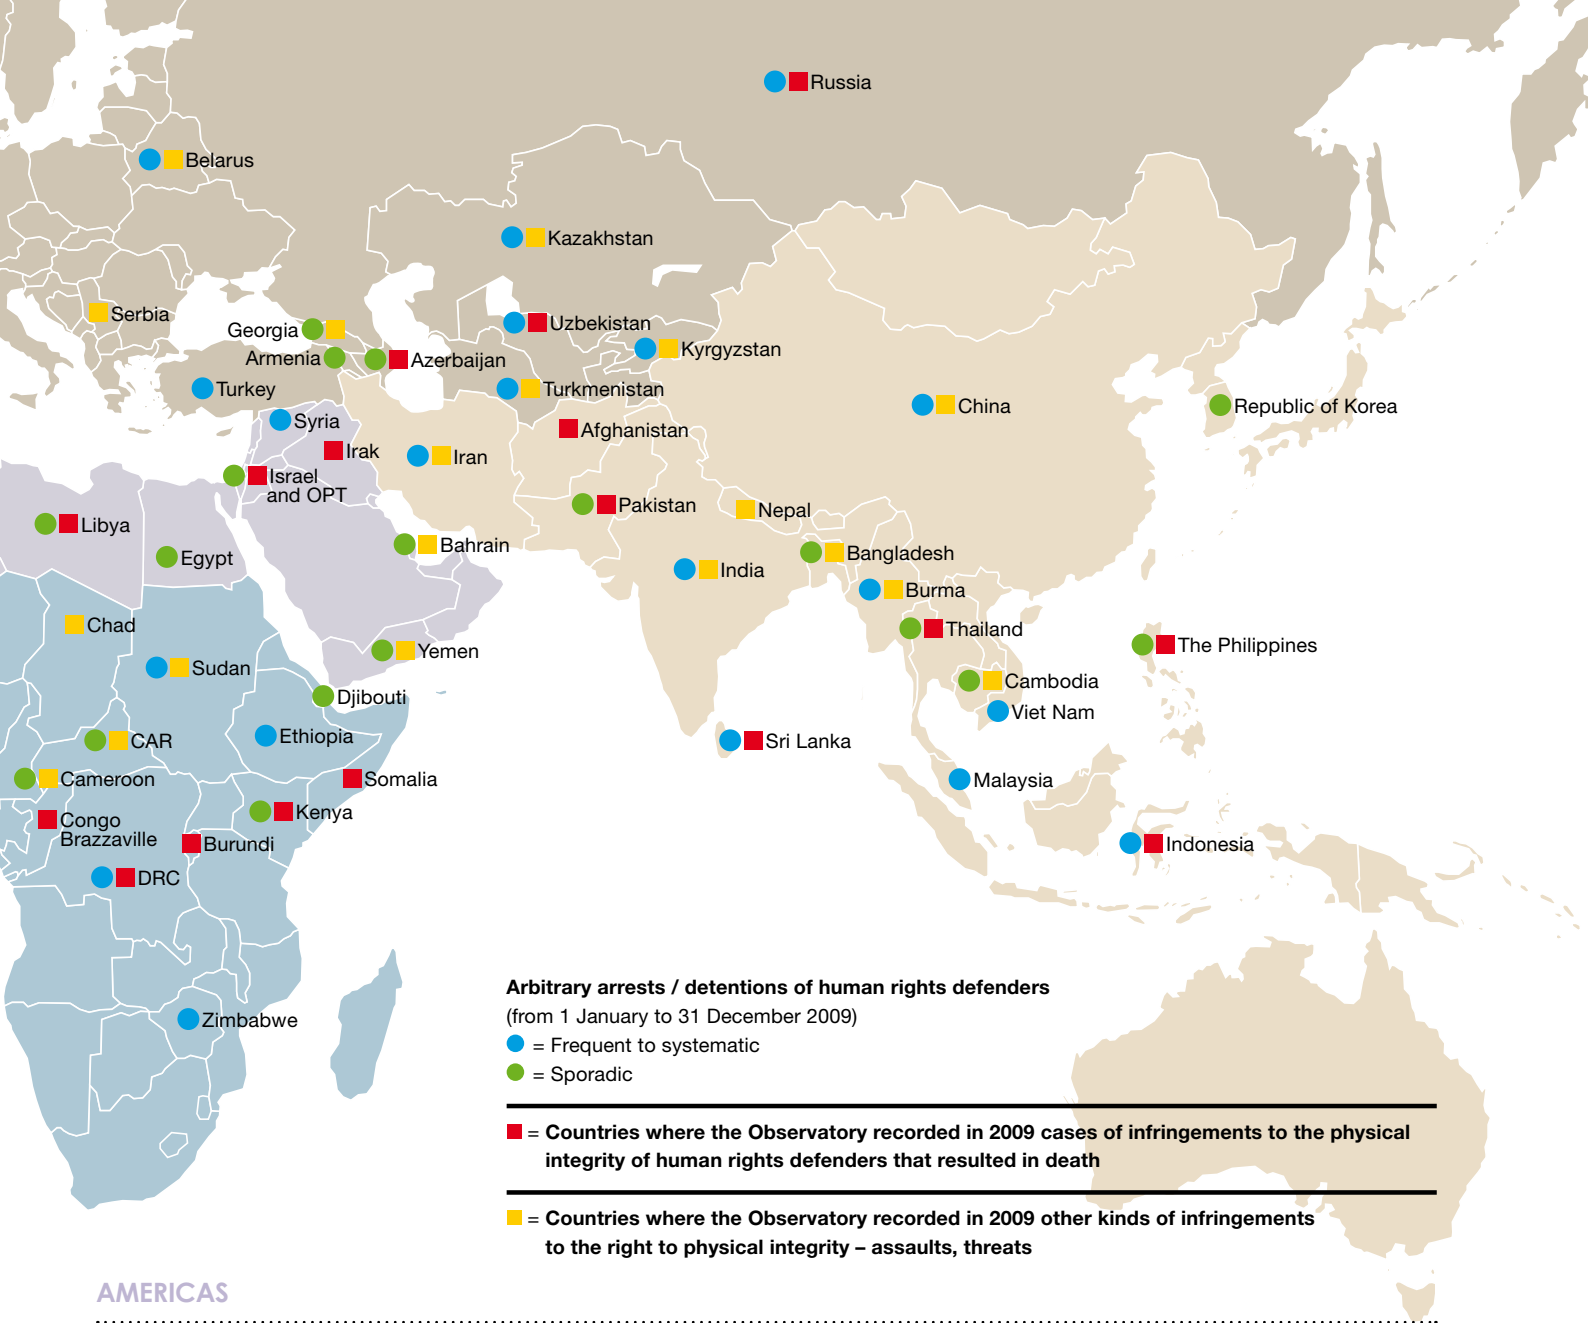 Russia
Belarus
Kazakhstan
Serbia
Georgia
Uzbekistan
Kyrgyzstan
Armenia
Azerbaijan
Turkey
Turkmenistan
China
Republic of Korea
Syria
Afghanistan
Irak
Iran
Israel
and OPT
Pakistan
Nepal
Libya
Egypt
Bahrain
Bangladesh
India
Burma
Chad
Thailand
The Philippines
Yemen
Sudan
Cambodia
Djibouti
Viet Nam
Ethiopia
CAR
Sri Lanka
Cameroon
Somalia
Malaysia
Kenya
Congo
Brazzaville
Burundi
Indonesia
DRC
Zimbabwe
Arbitrary arrests / detentions of human rights defenders
(from 1 January to 31 December 2009)
= Frequent to systematic
= Sporadic
= Countries where the Observatory recorded in 2009 cases of infringements to the physical
integrity of human rights defenders that resulted in death
= Countries where the Observatory recorded in 2009 other kinds of infringements
to the right to physical integrity – assaults, threats
AMERICAS